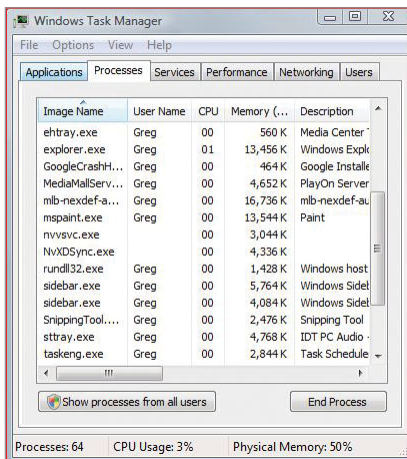 Windows Task Manager
File Options View Help
Applications Processes Services Performance Networking Users
Image Name User Name CPU Memory (... Description
ehtray.exe Greg 00 560 K Media Center
explorer.exe Greg 01 13,456 K Windows Explo
GoogleCrashH... Greg 00 464 K Google Installe
MediaMallServ... Greg 00 4,652 K PlayOn Server
mlb-nexdef-a... Greg 00 16,736 K mlb-nexdef-au
mspaint.exe Greg 00 13,544 K Paint
nvvsvc.exe 00 3,044 K
NvXDSync.exe 00 4,336 K
rundll32.exe Greg 00 1,428 K Windows host
sidebar.exe Greg 00 5,764 K Windows Sideb
sidebar.exe Greg 00 4,084 K Windows Sideb
SnippingTool.... Greg 00 2,476 K Snipping Tool
sttray.exe Greg 00 4,768 K IDT PC Audio -
taskeng.exe Greg 00 2,844 K Task Schedule
Show processes from all users End Process
Processes: 64 CPU Usage: 3% Physical Memory: 50%